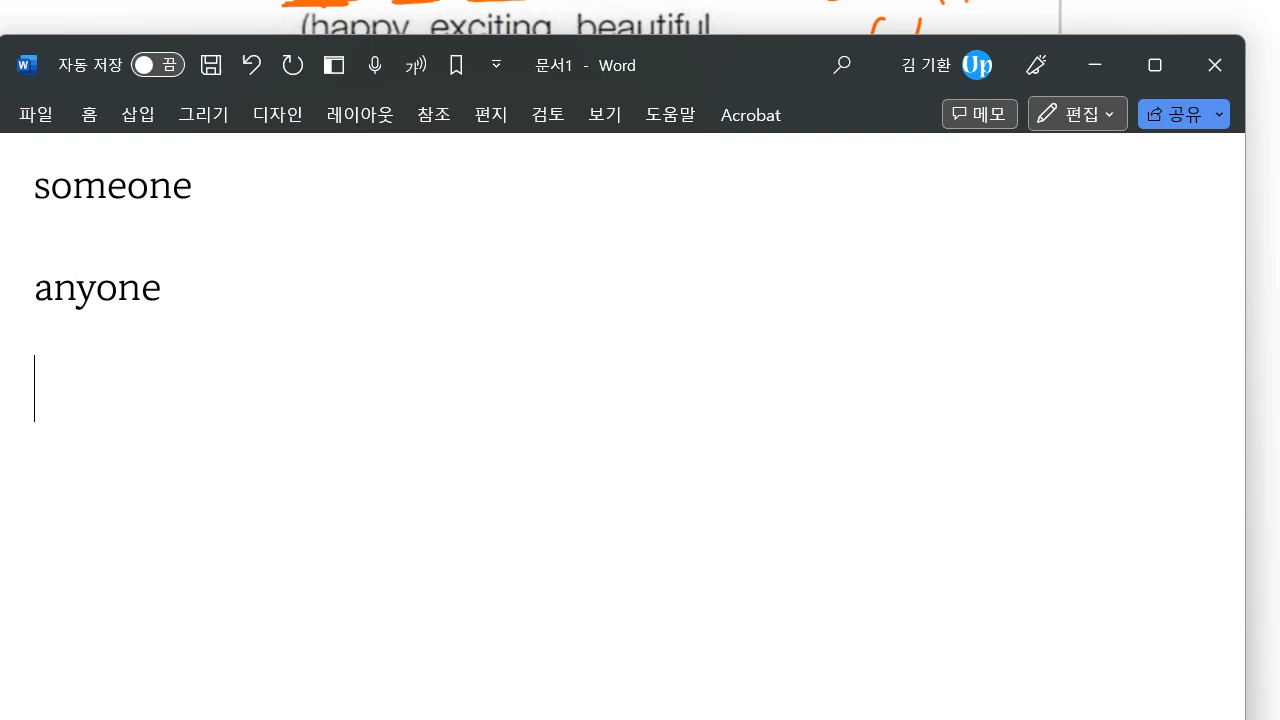 (happy exciting beautiful
자동 저장 끔 문서1 - Word 김 기환 Up
파일 홈 삽입 그리기 디자인 레이아웃 참조 편지 검토 보기 도움말 Acrobat 메모 편집 공유
someone
anyone